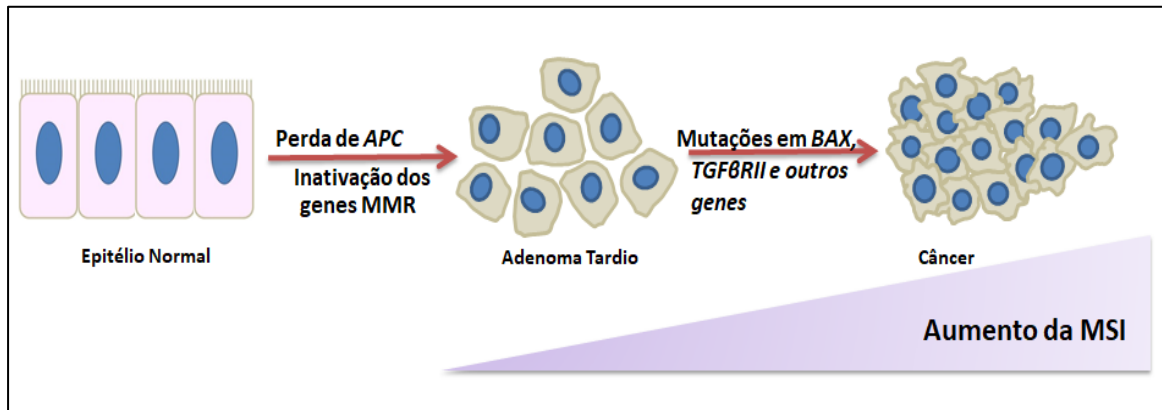 Perda de APC
Inativação dos
genes MMR
Mutações em BAX,
TGFβRII e outros
genes
Epitélio Normal
Adenoma Tardio
Câncer
Aumento da MSI